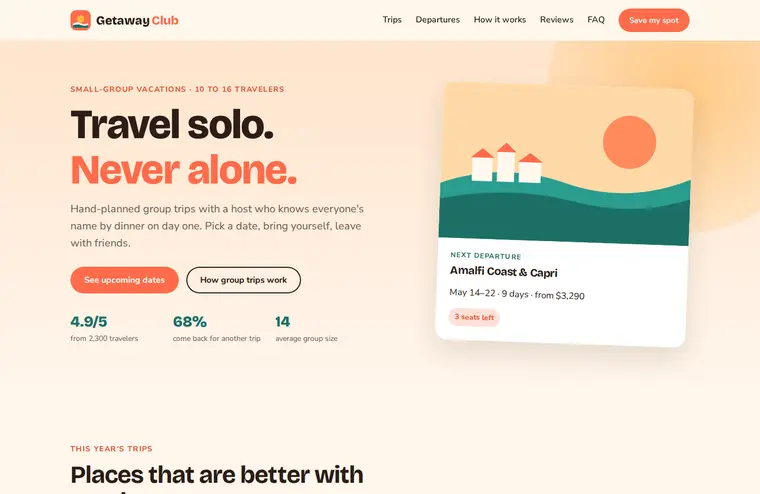 Getaway Club
Trips
Departures
How it works
Reviews
FAQ
Save my spot
SMALL-GROUP VACATIONS · 10 TO 16 TRAVELERS
Travel solo.
Never alone.
Hand-planned group trips with a host who knows everyone's
name by dinner on day one. Pick a date, bring yourself, leave
with friends.
See upcoming dates
How group trips work
4.9/5
from 2,300 travelers
68%
come back for another trip
14
average group size
NEXT DEPARTURE
Amalfi Coast & Capri
May 14–22 · 9 days · from $3,290
3 seats left
THIS YEAR'S TRIPS
Places that are better with